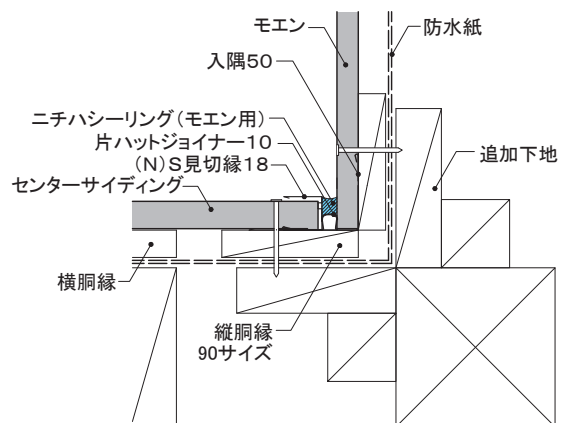 モエン
防水紙
入隅50
ニチハシーリング（モエン用）
片ハットジョイナー10
（N）S見切縁18
センターサイディング
追加下地
横胴縁
縦胴縁
90サイズ